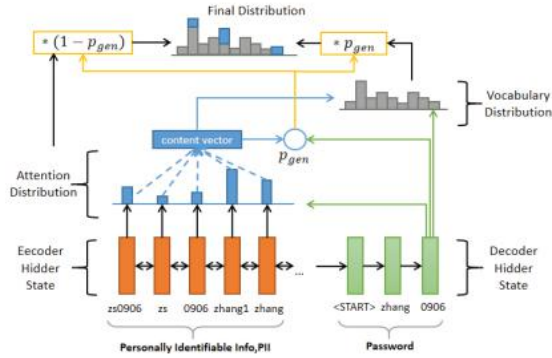 Final Distribution
* (1 − p_gen)
* p_gen
Vocabulary
Distribution
content vector
p_gen
Attention
Distribution
Eecoder
Hidder
State
...
Decoder
Hidder
State
zs0906 zs 0906 zhang1 zhang
<START> zhang 0906
Personally Identifiable Info,PII
Password